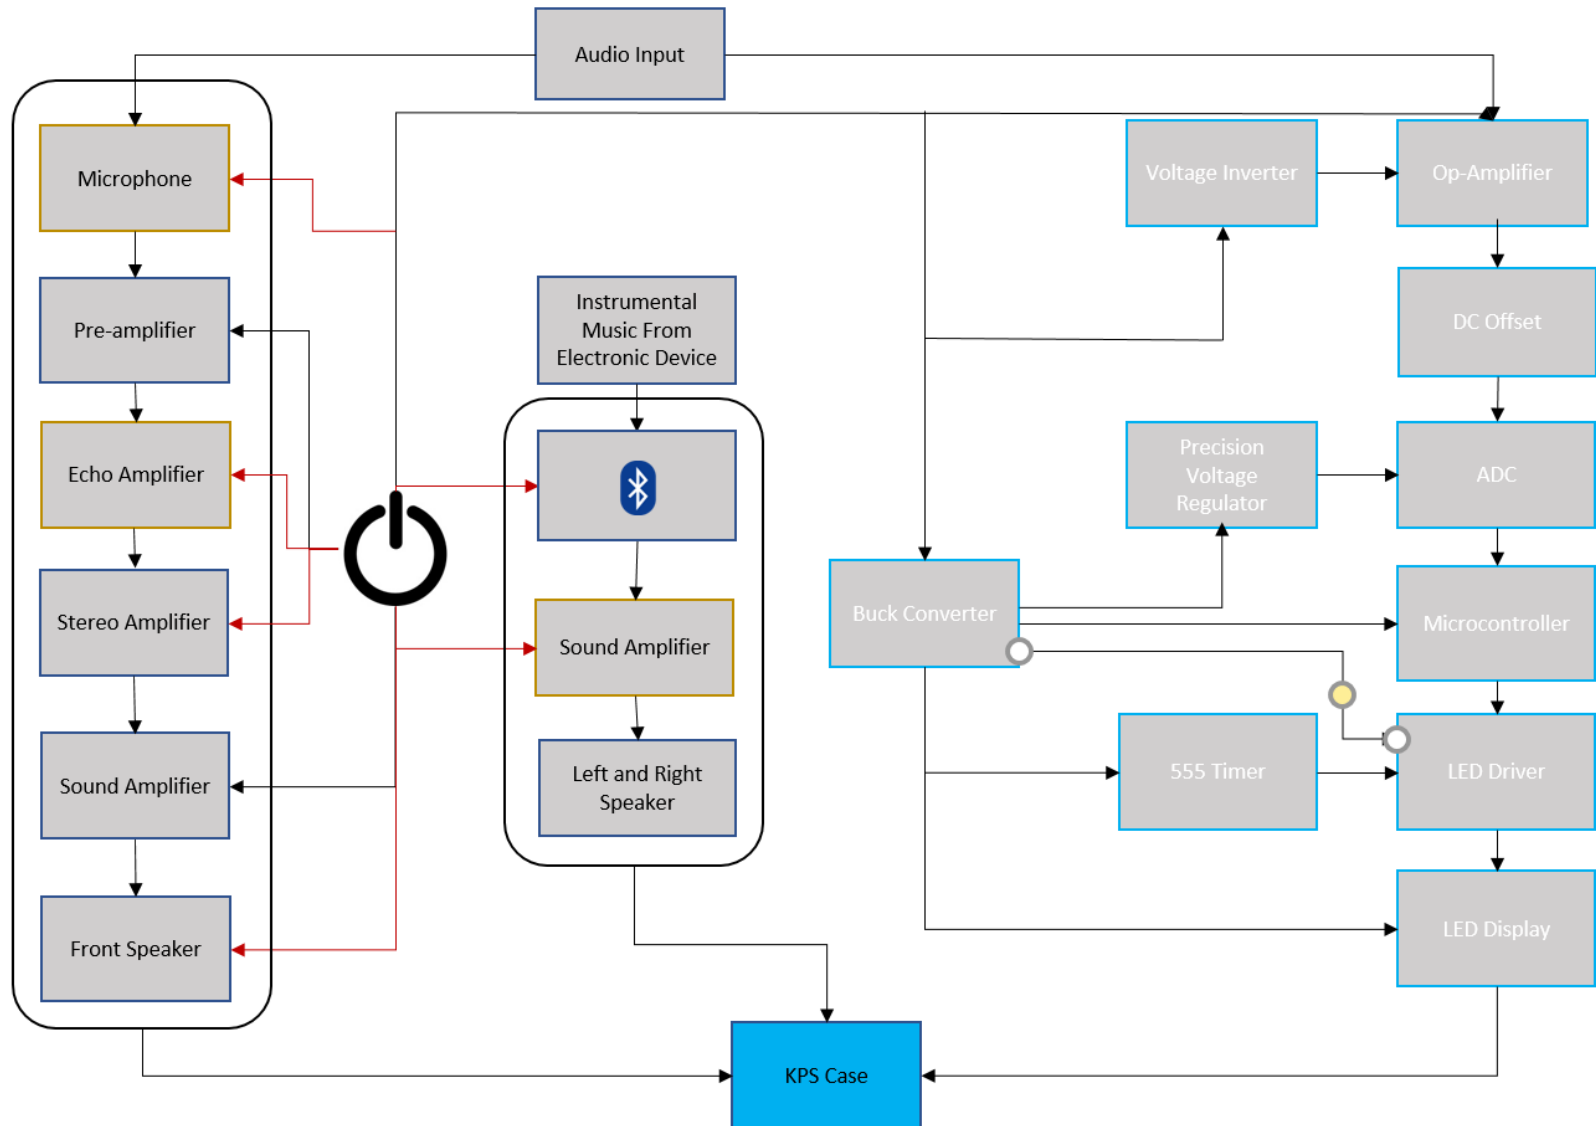 Audio Input
Microphone
Voltage Inverter
Op-Amplifier
Pre-amplifier
Instrumental
Music From
Electronic Device
DC Offset
Echo Amplifier
Precision
Voltage
Regulator
ADC
Stereo Amplifier
Sound Amplifier
Buck Converter
Microcontroller
Sound Amplifier
Left and Right
Speaker
555 Timer
LED Driver
Front Speaker
LED Display
KPS Case